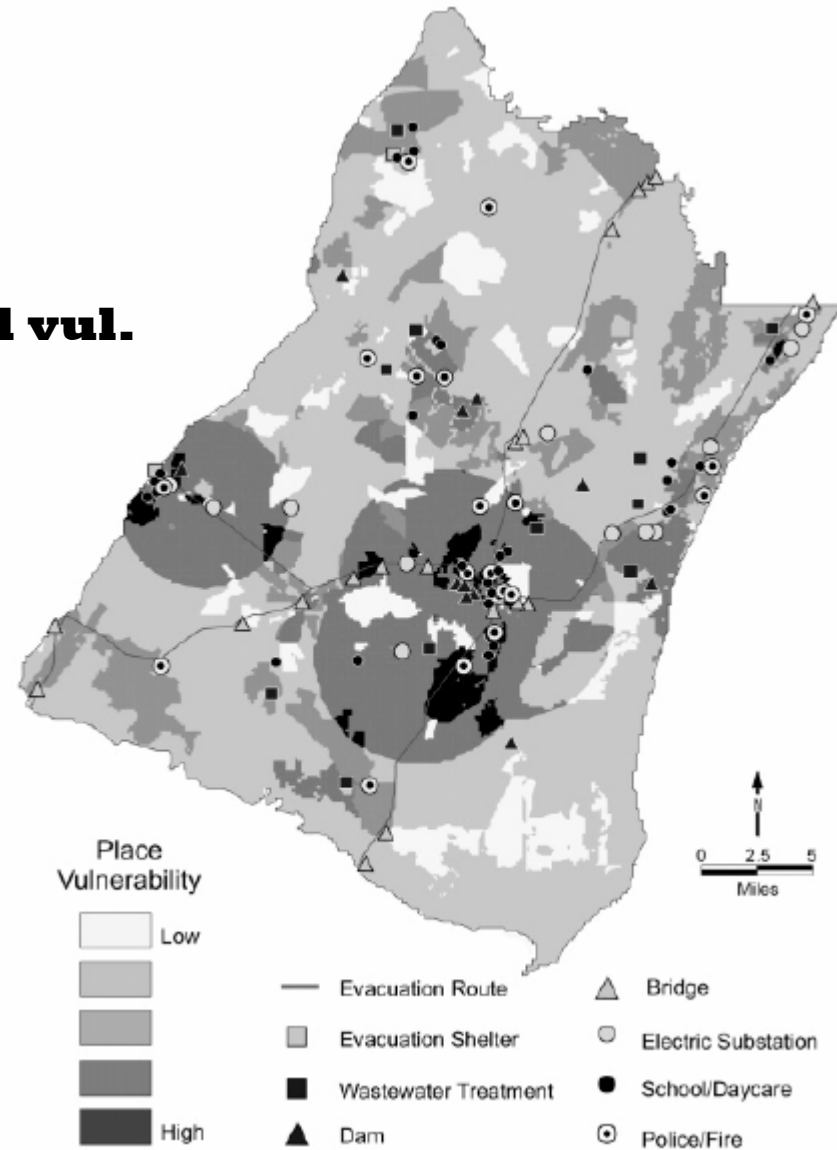 l vul.
N
0 2.5 5
Miles
Place
Vulnerability
Low
High
Evacuation Route
Evacuation Shelter
Wastewater Treatment
Dam
Bridge
Electric Substation
School/Daycare
Police/Fire